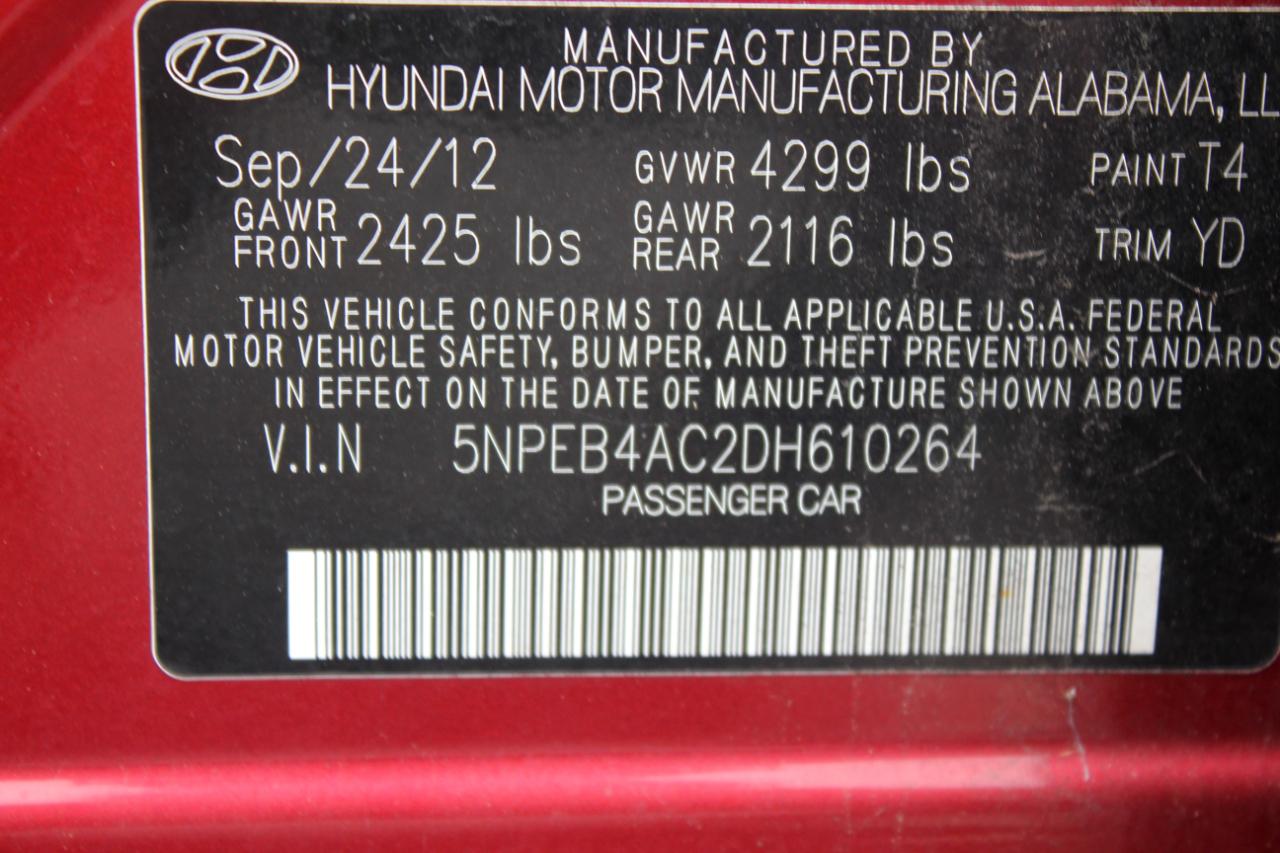 MANUFACTURED BY
HYUNDAI MOTOR MANUFACTURING ALABAMA, LL
Sep/24/12 GVWR 4299 lbs PAINT T4
GAWR FRONT 2425 lbs GAWR REAR 2116 lbs TRIM YD
THIS VEHICLE CONFORMS TO ALL APPLICABLE U.S.A. FEDERAL
MOTOR VEHICLE SAFETY, BUMPER, AND THEFT PREVENTION STANDARDS
IN EFFECT ON THE DATE OF MANUFACTURE SHOWN ABOVE
V.I.N 5NPEB4AC2DH610264
PASSENGER CAR